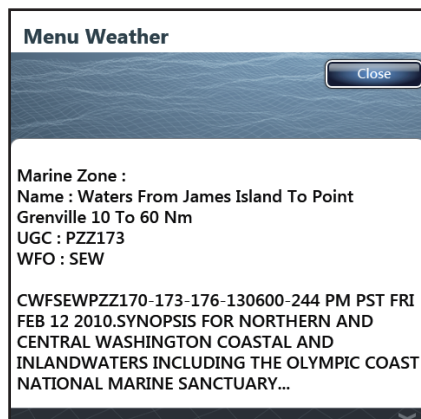 Menu Weather
Close
Marine Zone :
Name : Waters From James Island To Point
Grenville 10 To 60 Nm
UGC : PZZ173
WFO : SEW
CWFSEWPZZ170-173-176-130600-244 PM PST FRI
FEB 12 2010.SYNOPSIS FOR NORTHERN AND
CENTRAL WASHINGTON COASTAL AND
INLANDWATERS INCLUDING THE OLYMPIC COAST
NATIONAL MARINE SANCTUARY...